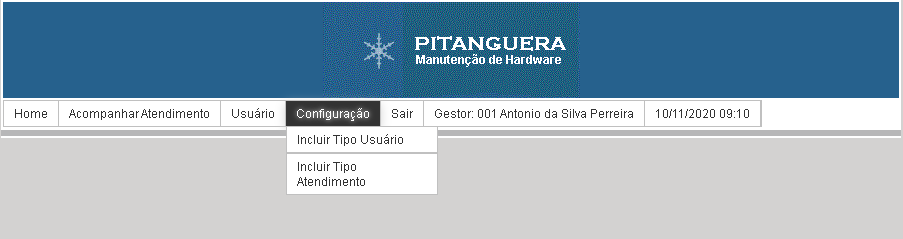 PITANGUERA
Manutenção de Hardware
Home Acompanhar Atendimento Usuário Configuração Sair Gestor: 001 Antonio da Silva Perreira 10/11/2020 09:10
Incluir Tipo Usuário
Incluir Tipo
Atendimento